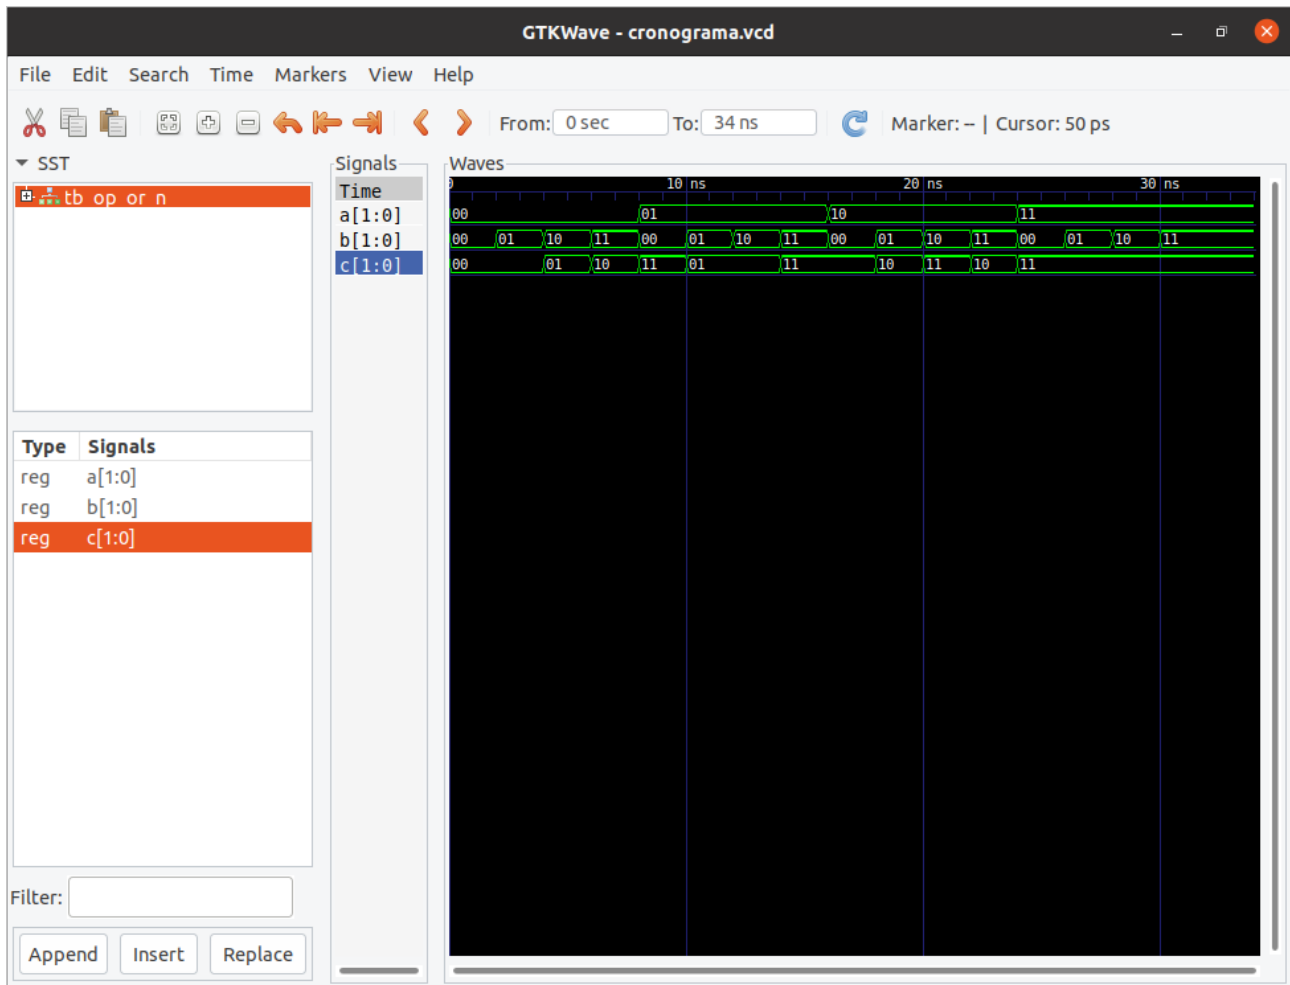 GTKWave - cronograma.vcd
File Edit Search Time Markers View Help
From: 0 sec To: 34 ns Marker: -- | Cursor: 50 ps
SST
tb_op_or_n
Type Signals
reg a[1:0]
reg b[1:0]
reg c[1:0]
Filter:
Append Insert Replace
Signals
Time
a[1:0]
b[1:0]
c[1:0]
Waves
0 10 ns 20 ns 30 ns
00 01 10 11
00 01 10 11 00 01 10 11 00 01 10 11 00 01 10 11
00 01 10 11 01 11 10 11 10 11